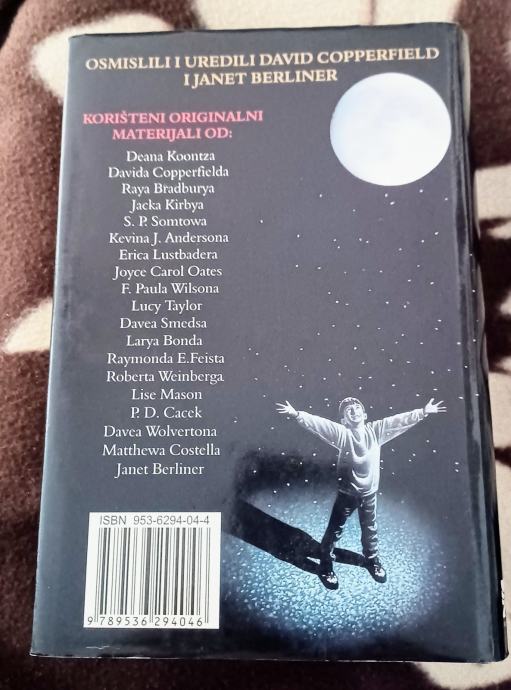 OSMISLILI I UREDILI DAVID COPPERFIELD
I JANET BERLINER
KORIŠTENI ORIGINALNI
MATERIJALI OD:
Deana Koontza
Davida Copperfielda
Raya Bradburya
Jacka Kirbya
S. P. Somtowa
Kevina J. Andersona
Erica Lustbadera
Joyce Carol Oates
F. Paula Wilsona
Lucy Taylor
Davea Smedsa
Larya Bonda
Raymonda E.Feista
Roberta Weinberga
Lise Mason
P. D. Cacek
Davea Wolvertona
Matthewa Costella
Janet Berliner
ISBN 953-6294-04-4
9 789536 294046